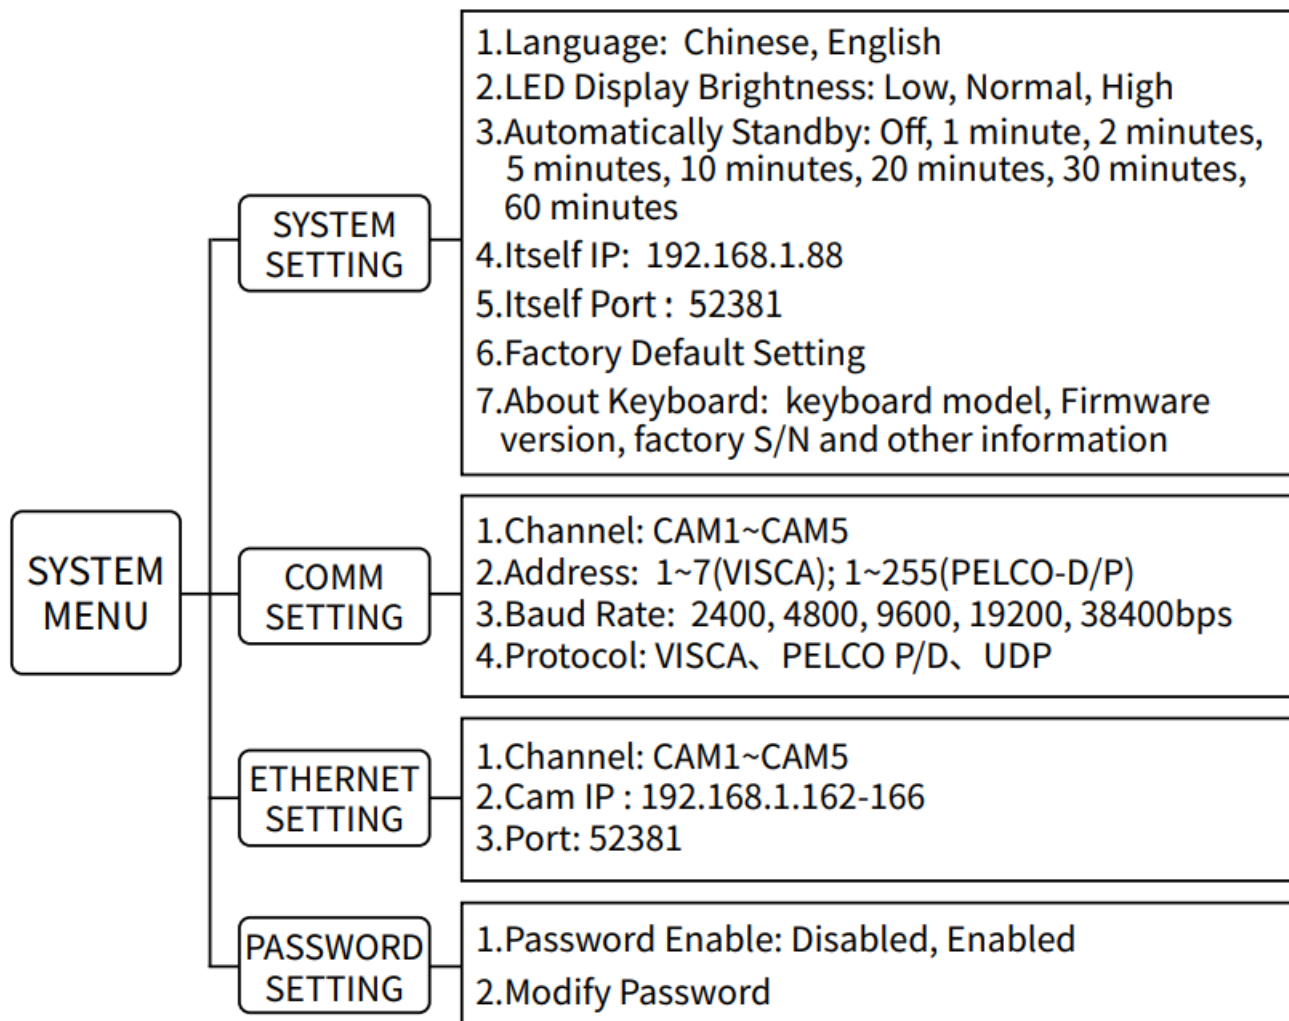 SYSTEM
MENU
SYSTEM
SETTING
1.Language: Chinese, English
2.LED Display Brightness: Low, Normal, High
3.Automatically Standby: Off, 1 minute, 2 minutes,
5 minutes, 10 minutes, 20 minutes, 30 minutes,
60 minutes
4.Itself IP: 192.168.1.88
5.Itself Port : 52381
6.Factory Default Setting
7.About Keyboard: keyboard model, Firmware
version, factory S/N and other information
COMM
SETTING
1.Channel: CAM1~CAM5
2.Address: 1~7(VISCA); 1~255(PELCO-D/P)
3.Baud Rate: 2400, 4800, 9600, 19200, 38400bps
4.Protocol: VISCA、PELCO P/D、UDP
ETHERNET
SETTING
1.Channel: CAM1~CAM5
2.Cam IP : 192.168.1.162-166
3.Port: 52381
PASSWORD
SETTING
1.Password Enable: Disabled, Enabled
2.Modify Password